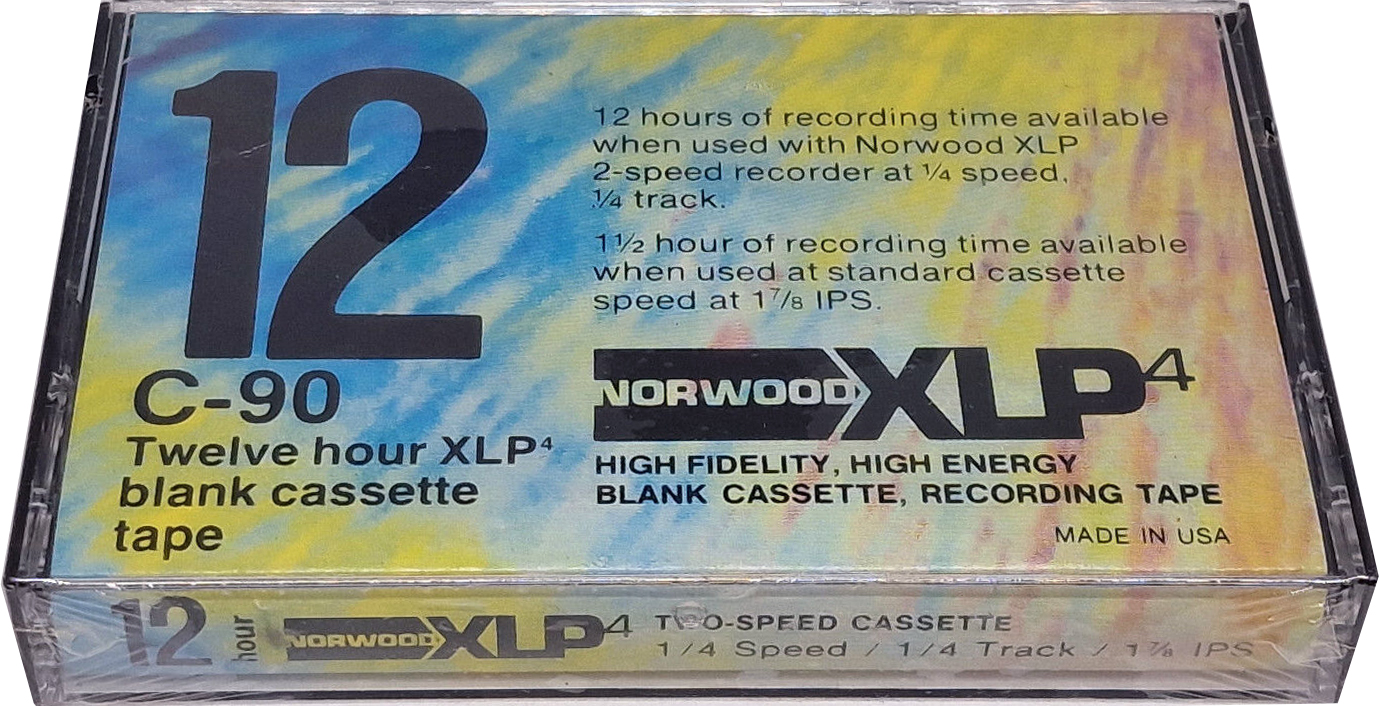 12
C-90
Twelve hour XLP⁴
blank cassette
tape
12 hours of recording time available
when used with Norwood XLP
2-speed recorder at ¼ speed,
¼ track.
1½ hour of recording time available
when used at standard cassette
speed at 1⅞ IPS.
NORWOOD XLP⁴
HIGH FIDELITY, HIGH ENERGY
BLANK CASSETTE, RECORDING TAPE
MADE IN USA
12 hour NORWOOD XLP⁴
TWO-SPEED CASSETTE
1/4 Speed / 1/4 Track / 1⅞ IPS